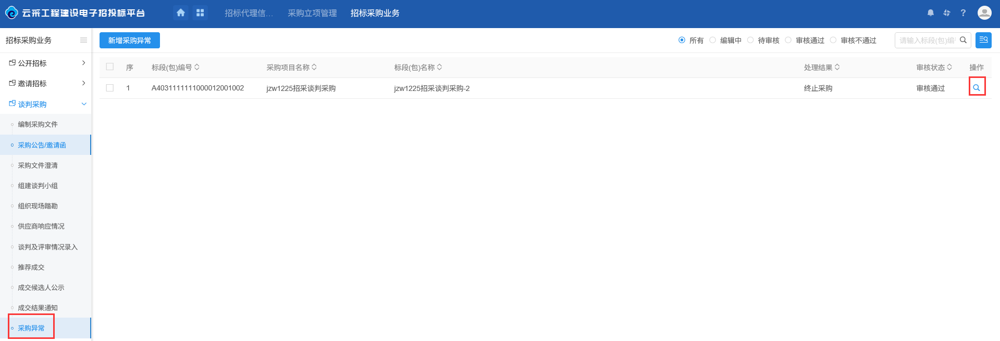 云采工程建设电子招投标平台
招标代理信... 采购立项管理 招标采购业务
?
招标采购业务
新增采购异常
所有 编辑中 待审核 审核通过 审核不通过
请输入标段(包)编
公开招标
邀请招标
谈判采购
编制采购文件
采购公告/邀请函
采购文件澄清
组建谈判小组
组织现场踏勘
供应商响应情况
谈判及评审情况录入
推荐成交
成交候选人公示
成交结果通知
采购异常
序 标段(包)编号 采购项目名称 标段(包)名称 处理结果 审核状态 操作
1 A4031111111000012001002 jzw1225招采谈判采购 jzw1225招采谈判采购-2 终止采购 审核通过